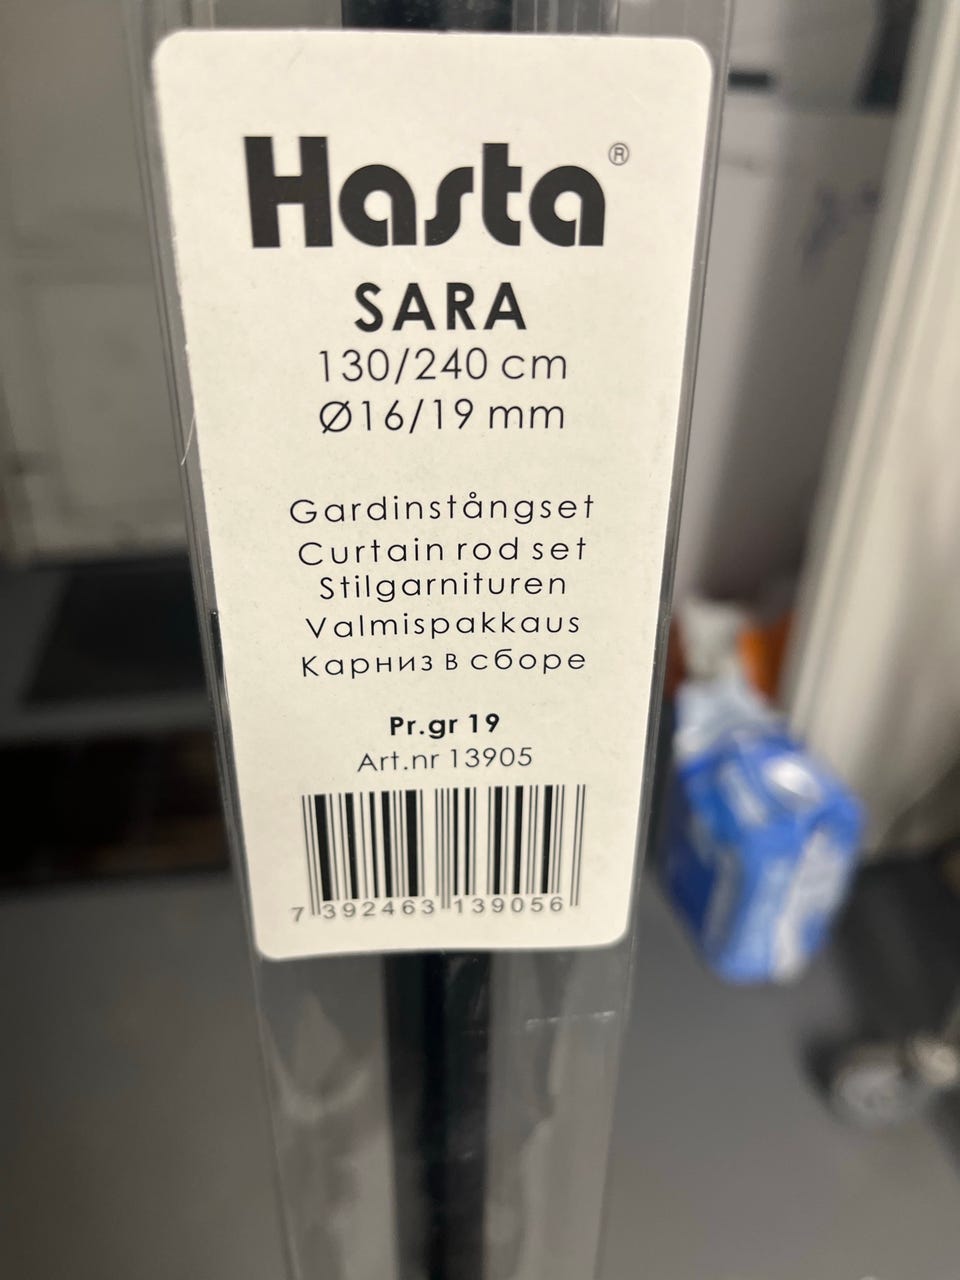 Hasta®
SARA
130/240 cm
Ø16/19 mm
Gardinstångset
Curtain rod set
Stilgarnituren
Valmispakkaus
Карниз в сборе
Pr.gr 19
Art.nr 13905
7 392463 139056